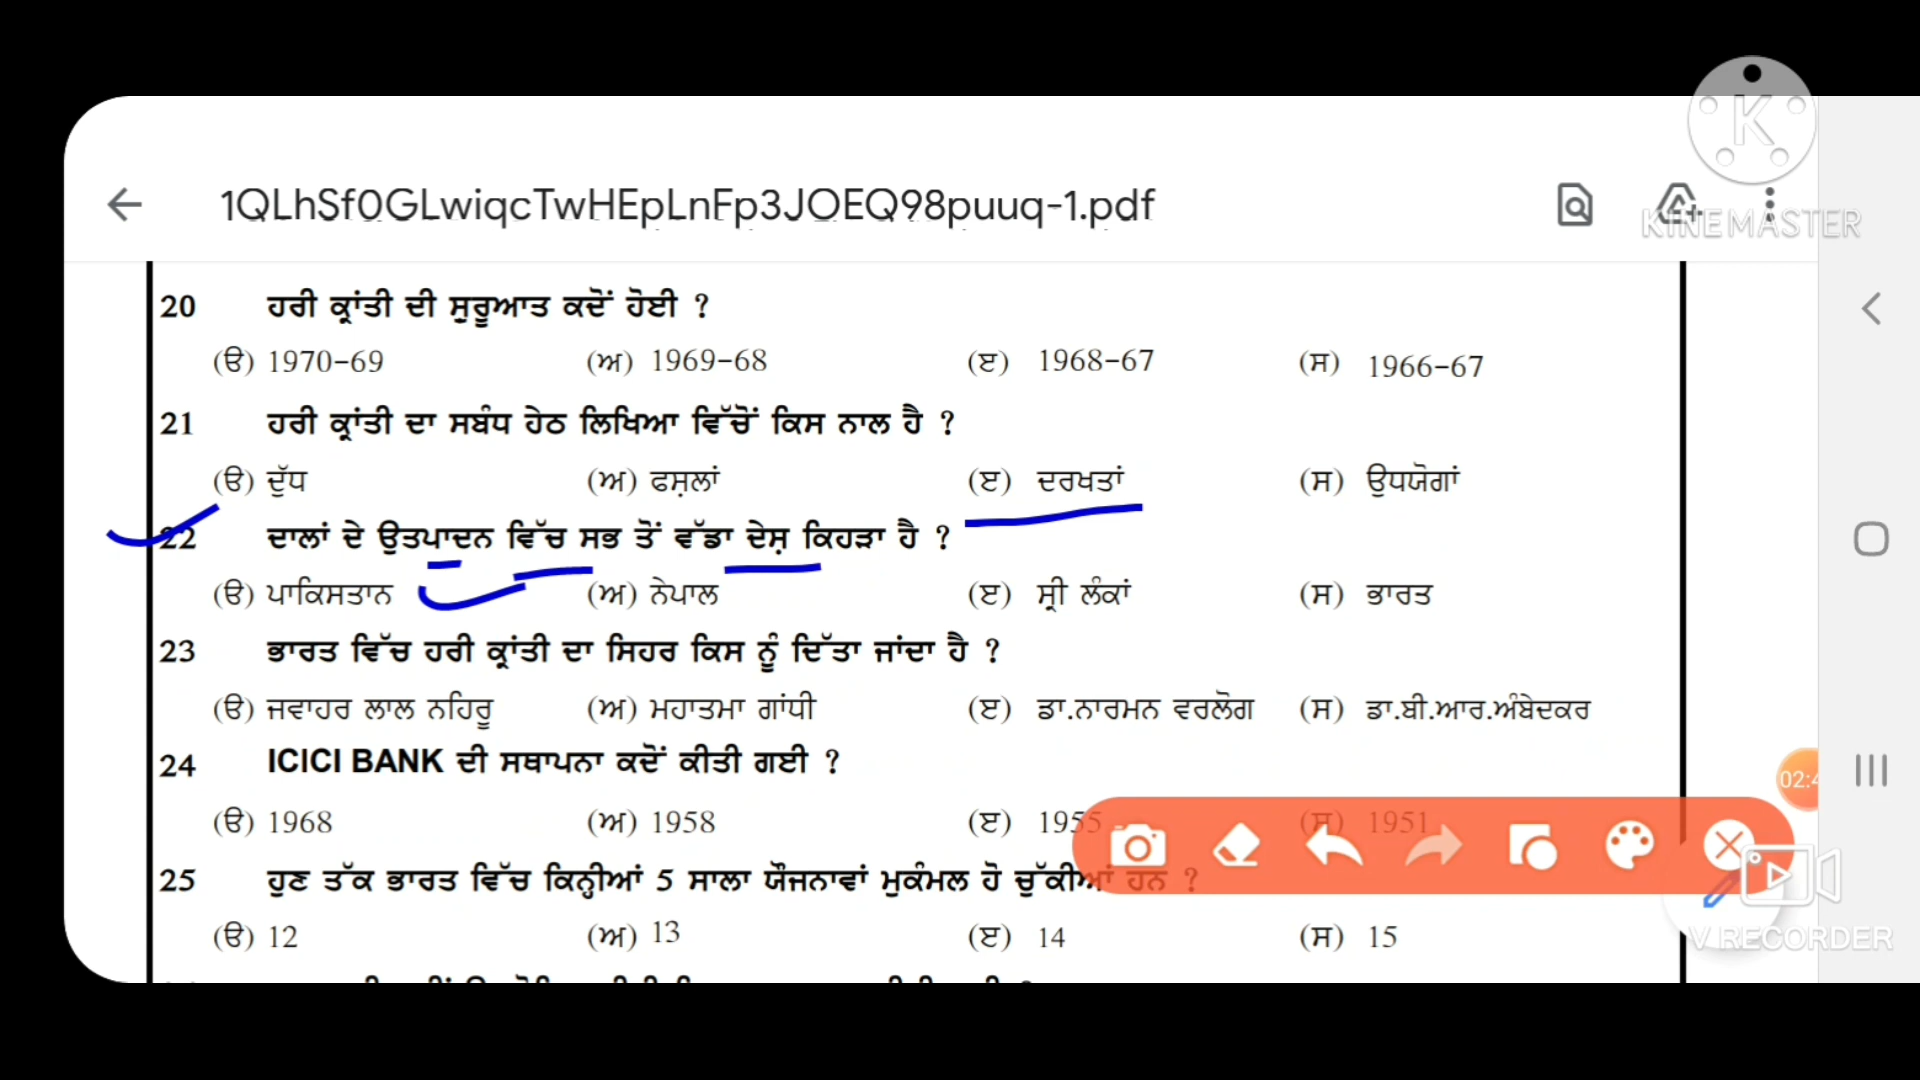 1QLhSf0GLwiqcTwHEpLnFp3JOEQ98puuq-1.pdf
KINEMASTER
20 ਹਰੀ ਕ੍ਰਾਂਤੀ ਦੀ ਸੁਰੂਆਤ ਕਦੋਂ ਹੋਈ ?
(ੳ) 1970-69 (ਅ) 1969-68 (ੲ) 1968-67 (ਸ) 1966-67
21 ਹਰੀ ਕ੍ਰਾਂਤੀ ਦਾ ਸਬੰਧ ਹੇਠ ਲਿਖਿਆ ਵਿੱਚੋਂ ਕਿਸ ਨਾਲ ਹੈ ?
(ੳ) ਦੁੱਧ (ਅ) ਫਸ਼ਲਾਂ (ੲ) ਦਰਖਤਾਂ (ਸ) ਉਧਯੋਗਾਂ
22 ਦਾਲਾਂ ਦੇ ਉਤਪਾਦਨ ਵਿੱਚ ਸਭ ਤੋਂ ਵੱਡਾ ਦੇਸ਼ ਕਿਹੜਾ ਹੈ ?
(ੳ) ਪਾਕਿਸਤਾਨ (ਅ) ਨੇਪਾਲ (ੲ) ਸ੍ਰੀ ਲੰਕਾਂ (ਸ) ਭਾਰਤ
23 ਭਾਰਤ ਵਿੱਚ ਹਰੀ ਕ੍ਰਾਂਤੀ ਦਾ ਸਿਹਰ ਕਿਸ ਨੂੰ ਦਿੱਤਾ ਜਾਂਦਾ ਹੈ ?
(ੳ) ਜਵਾਹਰ ਲਾਲ ਨਹਿਰੂ (ਅ) ਮਹਾਤਮਾ ਗਾਂਧੀ (ੲ) ਡਾ.ਨਾਰਮਨ ਵਰਲੋਗ (ਸ) ਡਾ.ਬੀ.ਆਰ.ਅੰਬੇਦਕਰ
24 ICICI BANK ਦੀ ਸਥਾਪਨਾ ਕਦੋਂ ਕੀਤੀ ਗਈ ?
(ੳ) 1968 (ਅ) 1958 (ੲ) 1955 (ਸ) 1951
25 ਹੁਣ ਤੱਕ ਭਾਰਤ ਵਿੱਚ ਕਿਨ੍ਹੀਆਂ 5 ਸਾਲਾ ਯੌਜਨਾਵਾਂ ਮੁਕੰਮਲ ਹੋ ਚੁੱਕੀਆਂ ਹਨ ?
(ੳ) 12 (ਅ) 13 (ੲ) 14 (ਸ) 15
V RECORDER